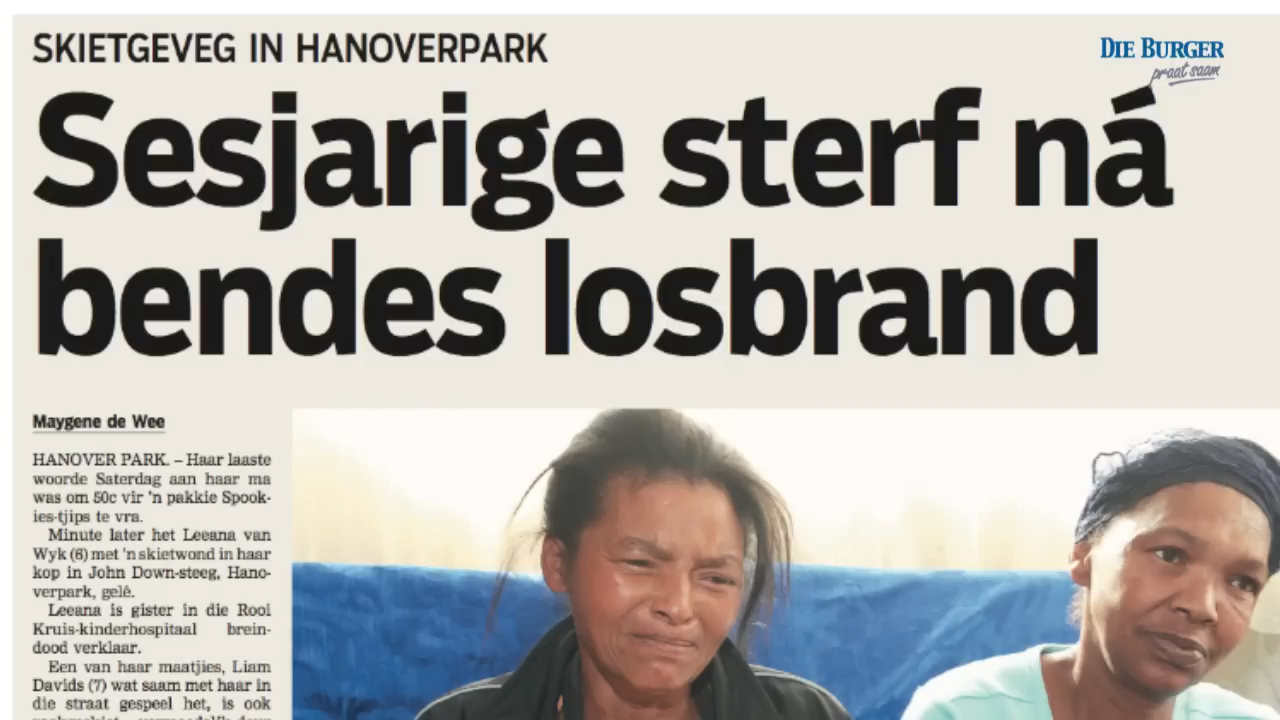 SKIETGEVEG IN HANOVERPARK
DIE BURGER
praat saam
Sesjarige sterf ná
bendes losbrand
Maygene de Wee
HANOVER PARK. – Haar laaste
woorde Saterdag aan haar ma
was om 50c vir 'n pakkie Spook-
ies-tjips te vra.
Minute later het Leeana van
Wyk (6) met 'n skietwond in haar
kop in John Down-steeg, Hano-
verpark, gelê.
Leeana is gister in die Rooi
Kruis-kinderhospitaal brein-
dood verklaar.
Een van haar maatjies, Liam
Davids (7) wat saam met haar in
die straat gespeel het, is ook